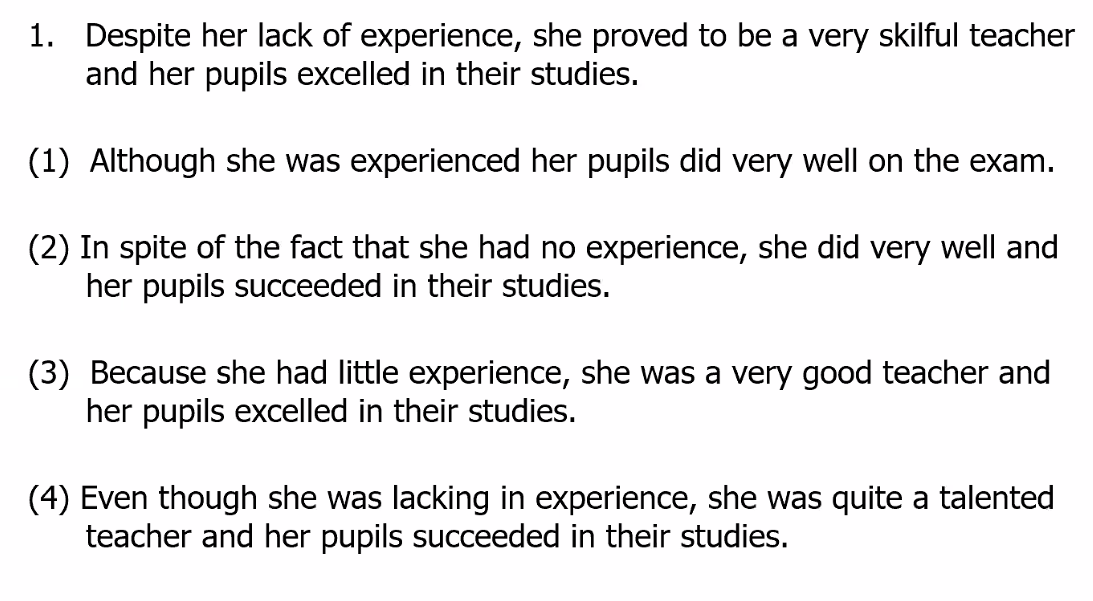 1. Despite her lack of experience, she proved to be a very skilful teacher
and her pupils excelled in their studies.
(1) Although she was experienced her pupils did very well on the exam.
(2) In spite of the fact that she had no experience, she did very well and
her pupils succeeded in their studies.
(3) Because she had little experience, she was a very good teacher and
her pupils excelled in their studies.
(4) Even though she was lacking in experience, she was quite a talented
teacher and her pupils succeeded in their studies.